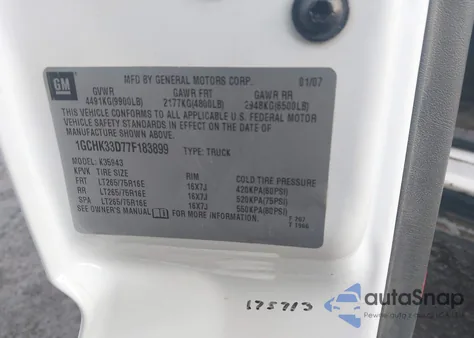 GM
MFD BY GENERAL MOTORS CORP. 01/07
GVWR GAWR FRT GAWR RR
4491KG(9900LB) 2177KG(4800LB) 2948KG(6500LB)
THIS VEHICLE CONFORMS TO ALL APPLICABLE U.S. FEDERAL MOTOR
VEHICLE SAFETY STANDARDS IN EFFECT ON THE DATE OF
MANUFACTURE SHOWN ABOVE.
1GCHK33D77F183899 TYPE: TRUCK
MODEL: K35943
KPVK TIRE SIZE RIM COLD TIRE PRESSURE
FRT LT265/75R16E 16X7J 420KPA(60PSI)
RR LT265/75R16E 16X7J 520KPA(75PSI)
SPA LT265/75R16E 16X7J 550KPA(80PSI)
SEE OWNER'S MANUAL FOR MORE INFORMATION.
175713
autoSnap